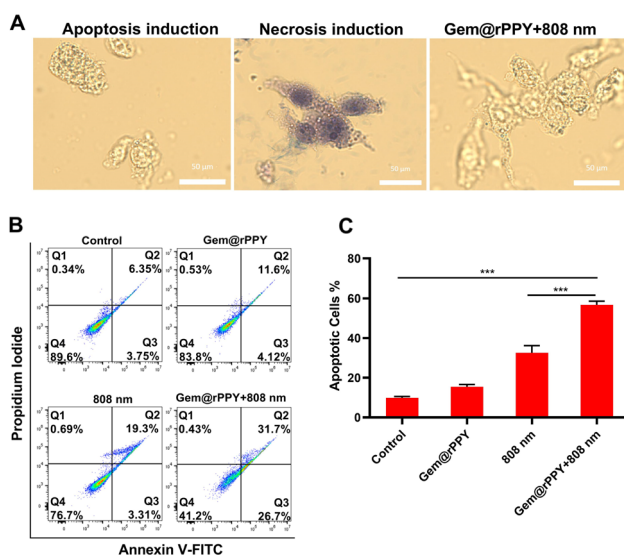 A
Apoptosis induction
Necrosis induction
Gem@rPPY+808 nm
50 µm
50 µm
50 µm
B
Control
Gem@rPPY
Q1
0.34%
Q2
6.35%
Q4
89.6%
Q3
3.75%
Q1
0.53%
Q2
11.6%
Q4
83.8%
Q3
4.12%
808 nm
Gem@rPPY+808 nm
Q1
0.69%
Q2
19.3%
Q4
76.7%
Q3
3.31%
Q1
0.43%
Q2
31.7%
Q4
41.2%
Q3
26.7%
Propidium Iodide
Annexin V-FITC
C
Apoptotic Cells %
80
60
40
20
0
***
***
Control
Gem@rPPY
808 nm
Gem@rPPY+808 nm